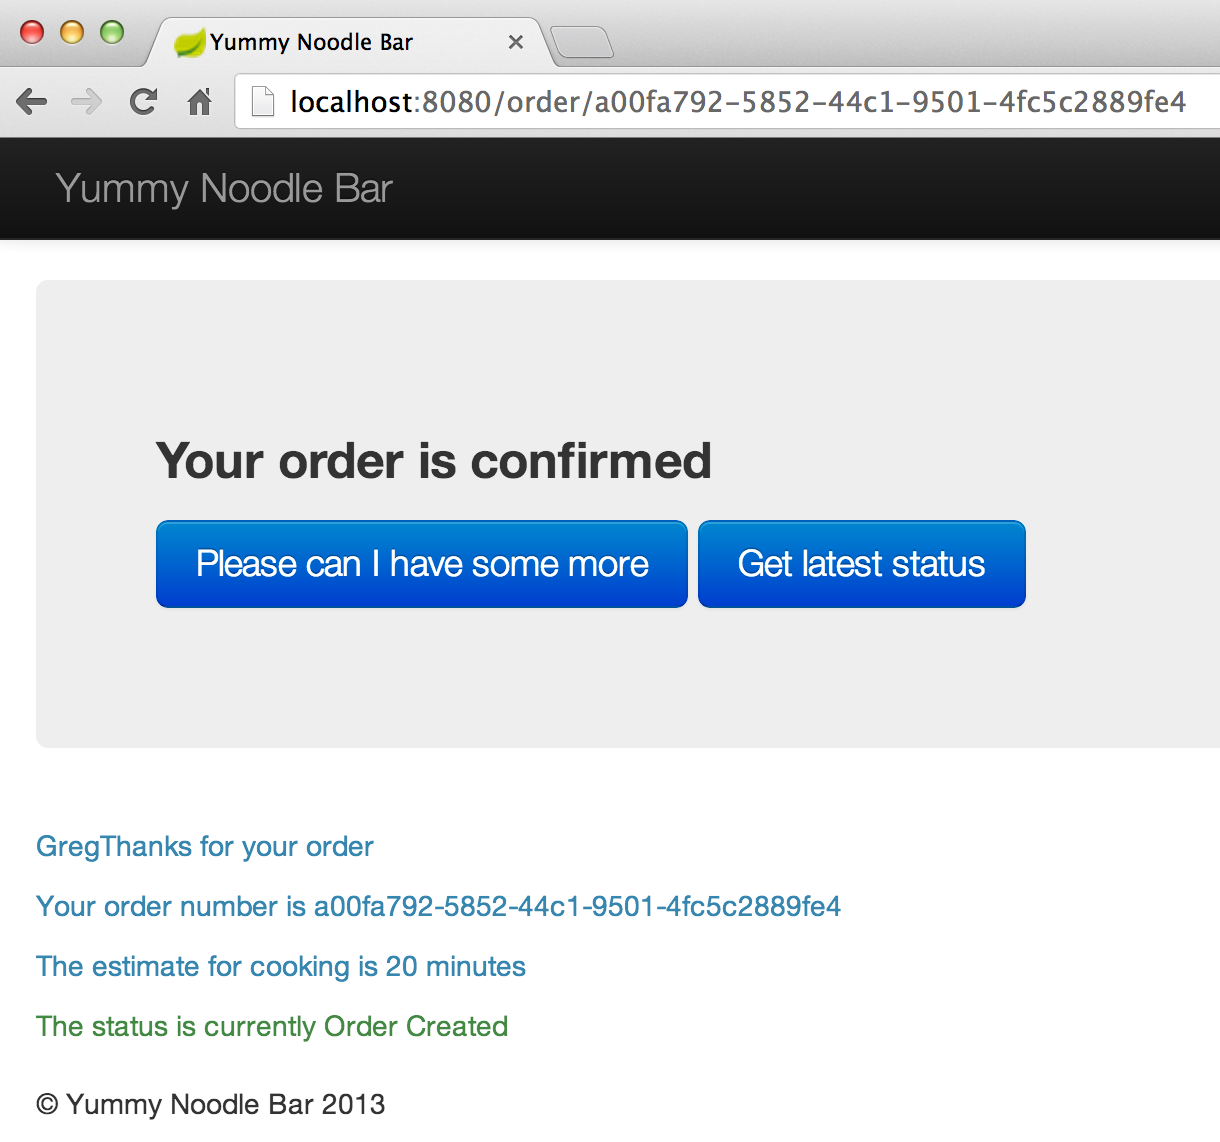 Yummy Noodle Bar
localhost:8080/order/a00fa792-5852-44c1-9501-4fc5c2889fe4
Yummy Noodle Bar
Your order is confirmed
Please can I have some more
Get latest status
GregThanks for your order
Your order number is a00fa792-5852-44c1-9501-4fc5c2889fe4
The estimate for cooking is 20 minutes
The status is currently Order Created
© Yummy Noodle Bar 2013